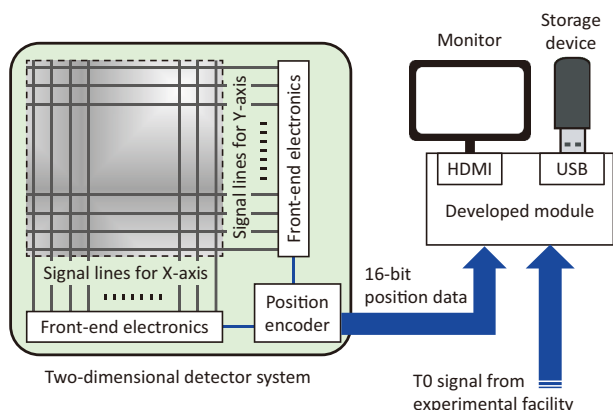 Monitor
Storage
device
Signal lines for Y-axis
Front-end electronics
HDMI
USB
Developed module
Signal lines for X-axis
Front-end electronics
Position
encoder
16-bit
position data
Two-dimensional detector system
T0 signal from
experimental facility